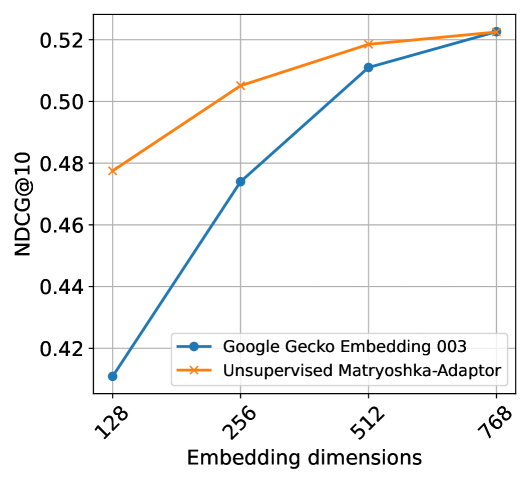 NDCG@10
0.52
0.50
0.48
0.46
0.44
0.42
Google Gecko Embedding 003
Unsupervised Matryoshka-Adaptor
128
256
512
768
Embedding dimensions